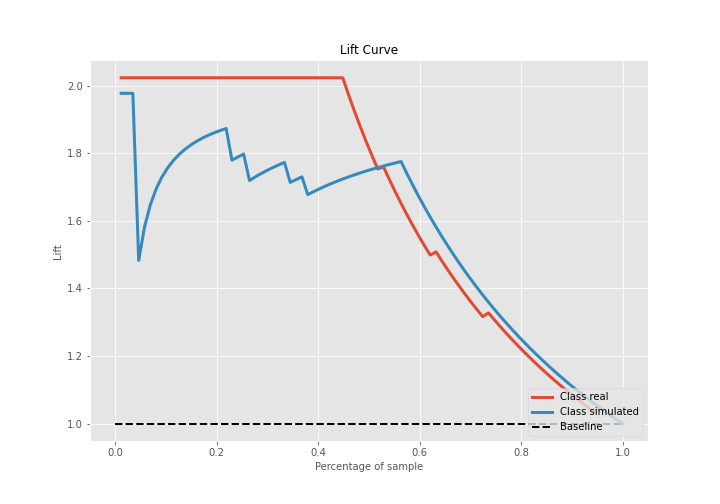 Lift Curve
2.0
1.8
1.6
1.4
1.2
1.0
Lift
0.0 0.2 0.4 0.6 0.8 1.0
Percentage of sample
Class real
Class simulated
Baseline